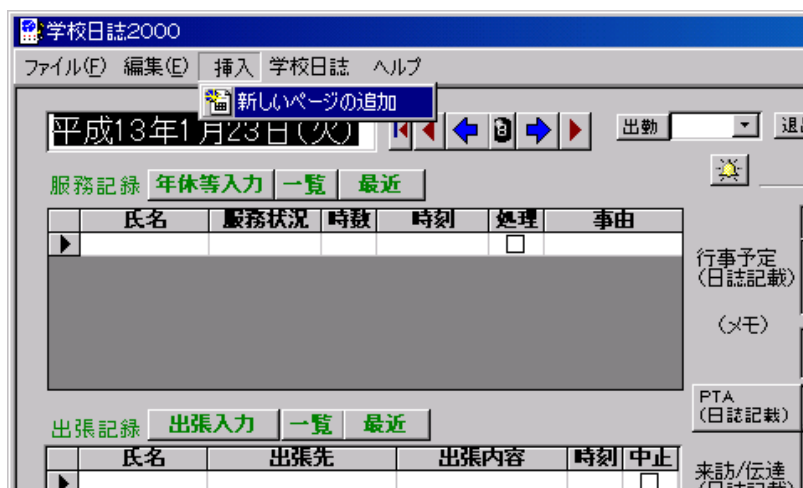 学校日誌2000
ファイル(F) 編集(E) 挿入 学校日誌 ヘルプ
新しいページの追加
平成13年1月23日(火) 8 出勤
服務記録 年休等入力 一覧 最近
氏名 服務状況 時数 時刻 処理 事由
行事予定
(日誌記載)
(メモ)
PTA
(日誌記載)
出張記録 出張入力 一覧 最近
氏名 出張先 出張内容 時刻 中止
来訪/伝達